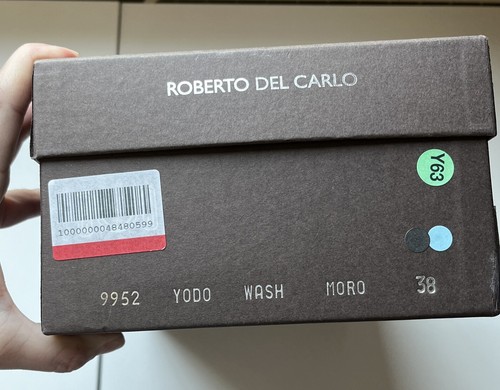 ROBERTO DEL CARLO
Y63
1000000048480599
9952 YODO WASH MORO 38